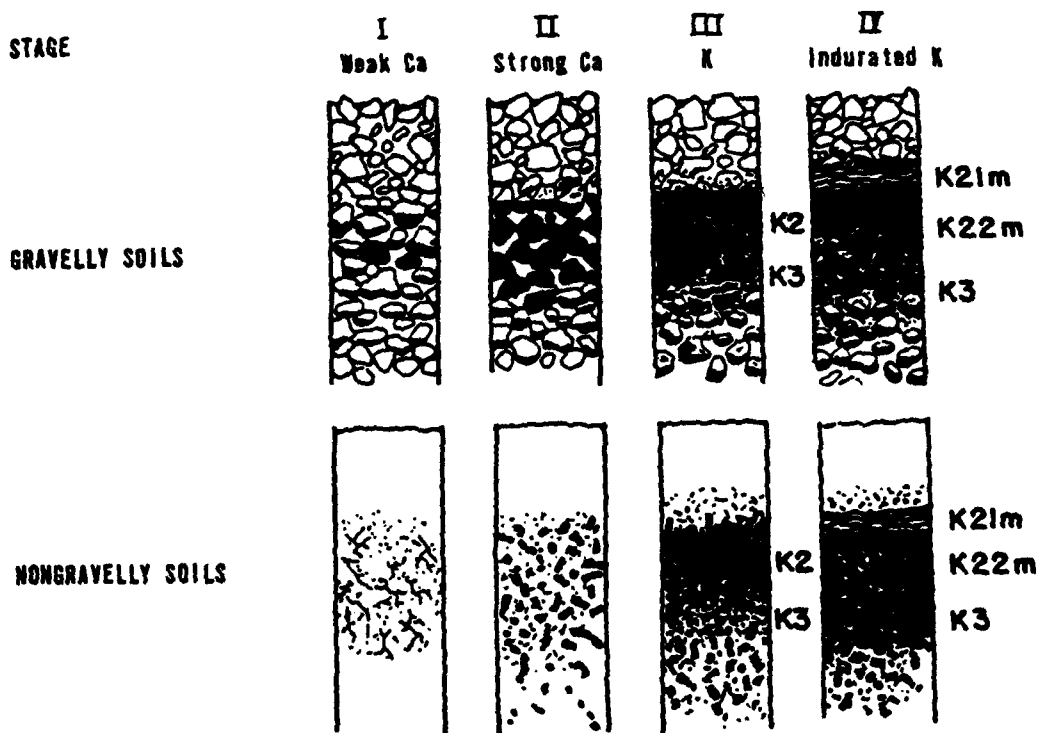 STAGE
I
Weak Ca
II
Strong Ca
III
K
IV
Indurated K
GRAVELLY SOILS
K2
K3
K21m
K22m
K3
NONGRAVELLY SOILS
K2
K3
K21m
K22m
K3